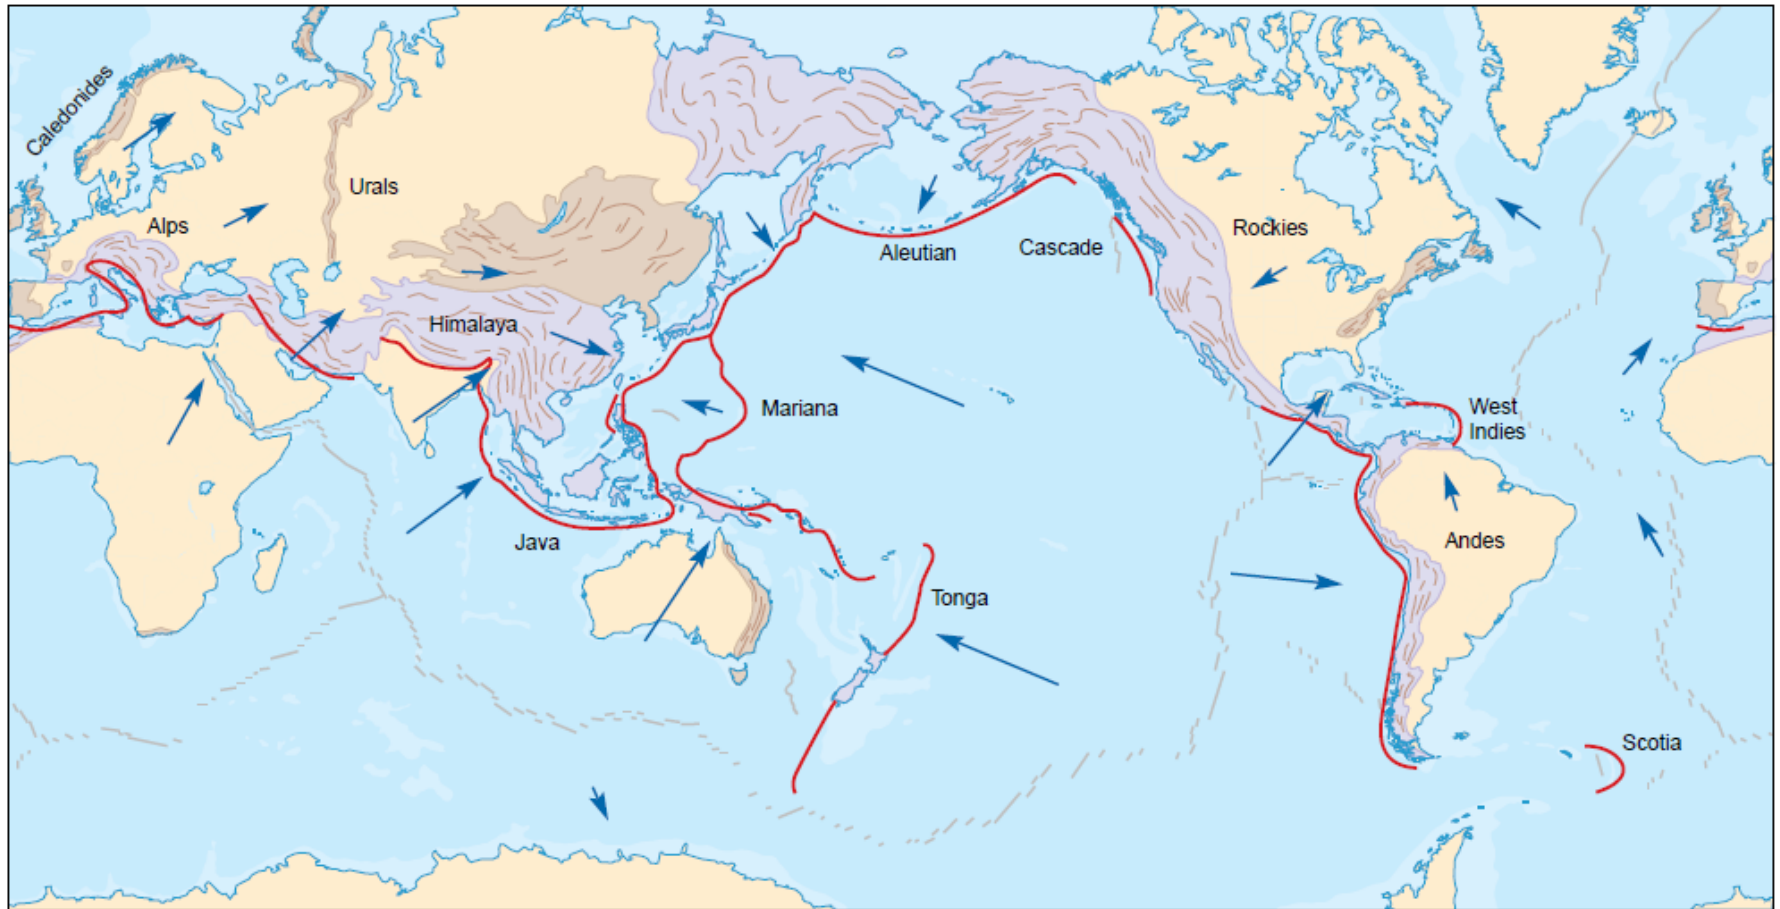 Caledonides
Urals
Alps
Himalaya
Java
Mariana
Aleutian
Cascade
Rockies
West
Indies
Andes
Tonga
Scotia